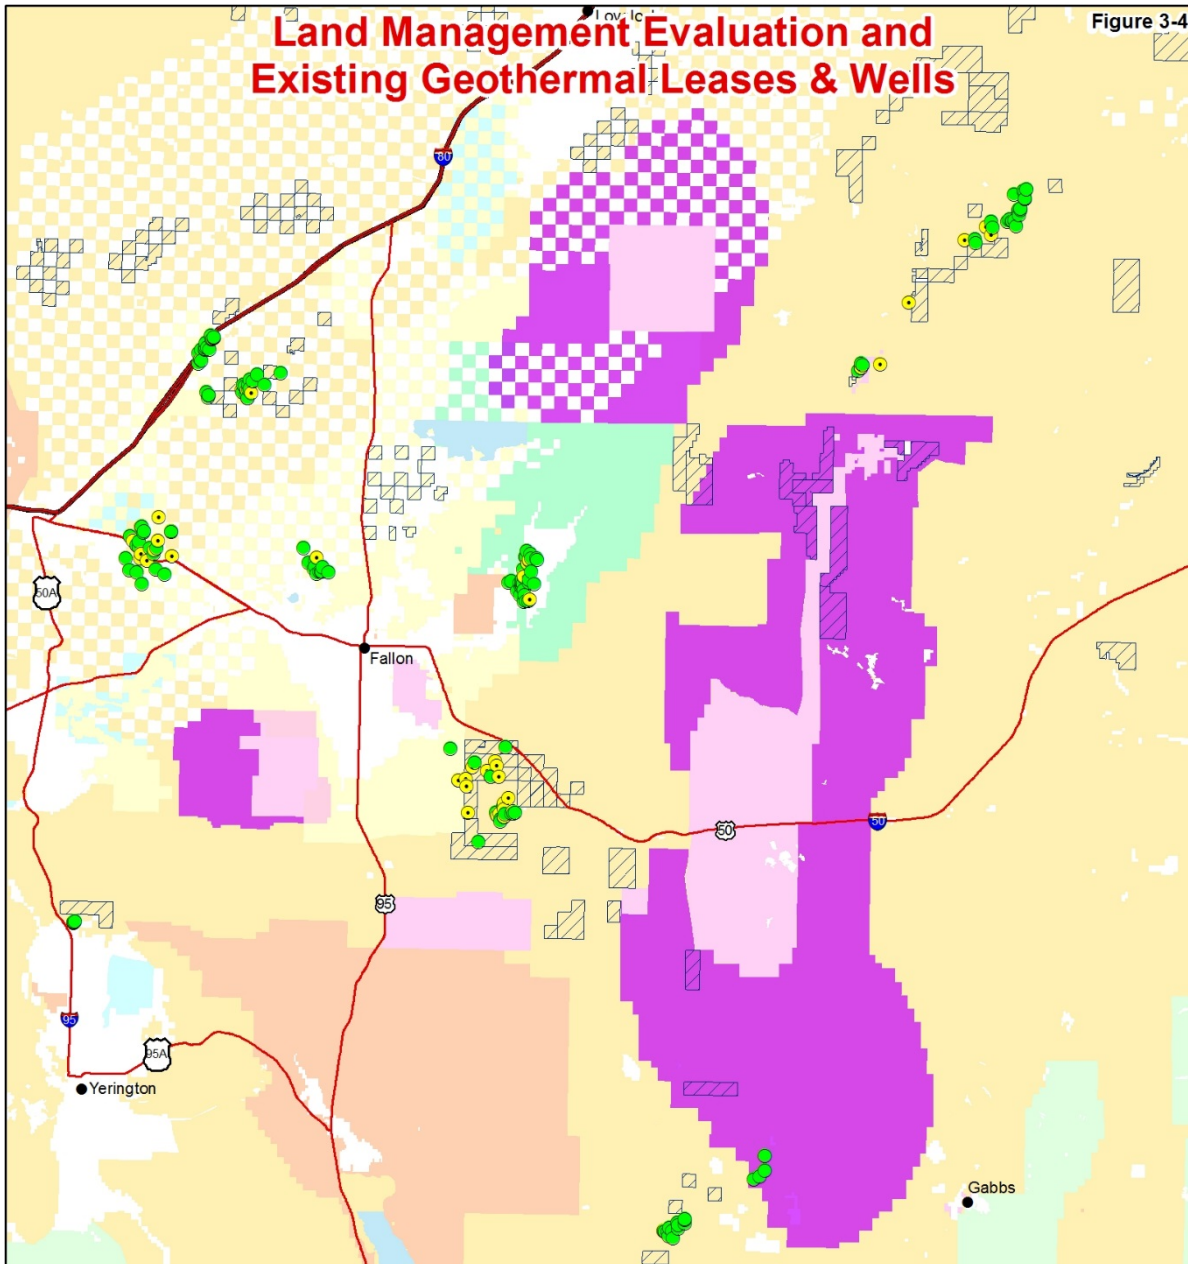 Figure 3-4
Land Management Evaluation and
Existing Geothermal Leases & Wells
80
50A
Fallon
50
50
95
95
95A
Yerington
Gabbs